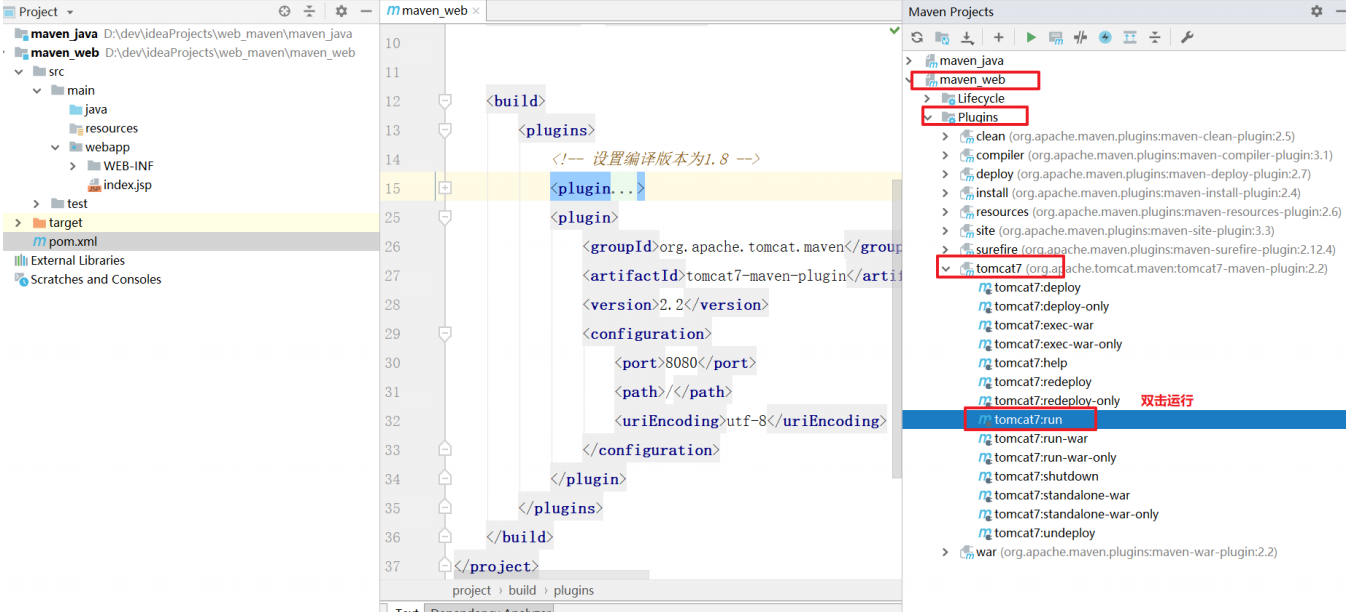 Project
maven_java D:\dev\ideaProjects\web_maven\maven_java
maven_web D:\dev\ideaProjects\web_maven\maven_web
src
main
java
resources
webapp
WEB-INF
index.jsp
test
target
pom.xml
External Libraries
Scratches and Consoles
maven_web
10
11
12 <build>
13 <plugins>
14 <!-- 设置编译版本为1.8 -->
15 <plugin...>
25 <plugin>
26 <groupId>org.apache.tomcat.maven</grou
27 <artifactId>tomcat7-maven-plugin</artif
28 <version>2.2</version>
29 <configuration>
30 <port>8080</port>
31 <path>/</path>
32 <uriEncoding>utf-8</uriEncoding>
33 </configuration>
34 </plugin>
35 </plugins>
36 </build>
37 </project>
project › build › plugins
Text Dependency Analyzer
Maven Projects
maven_java
maven_web
Lifecycle
Plugins
clean (org.apache.maven.plugins:maven-clean-plugin:2.5)
compiler (org.apache.maven.plugins:maven-compiler-plugin:3.1)
deploy (org.apache.maven.plugins:maven-deploy-plugin:2.7)
install (org.apache.maven.plugins:maven-install-plugin:2.4)
resources (org.apache.maven.plugins:maven-resources-plugin:2.6)
site (org.apache.maven.plugins:maven-site-plugin:3.3)
surefire (org.apache.maven.plugins:maven-surefire-plugin:2.12.4)
tomcat7 (org.apache.tomcat.maven:tomcat7-maven-plugin:2.2)
tomcat7:deploy
tomcat7:deploy-only
tomcat7:exec-war
tomcat7:exec-war-only
tomcat7:help
tomcat7:redeploy
tomcat7:redeploy-only 双击运行
tomcat7:run
tomcat7:run-war
tomcat7:run-war-only
tomcat7:shutdown
tomcat7:standalone-war
tomcat7:standalone-war-only
tomcat7:undeploy
war (org.apache.maven.plugins:maven-war-plugin:2.2)